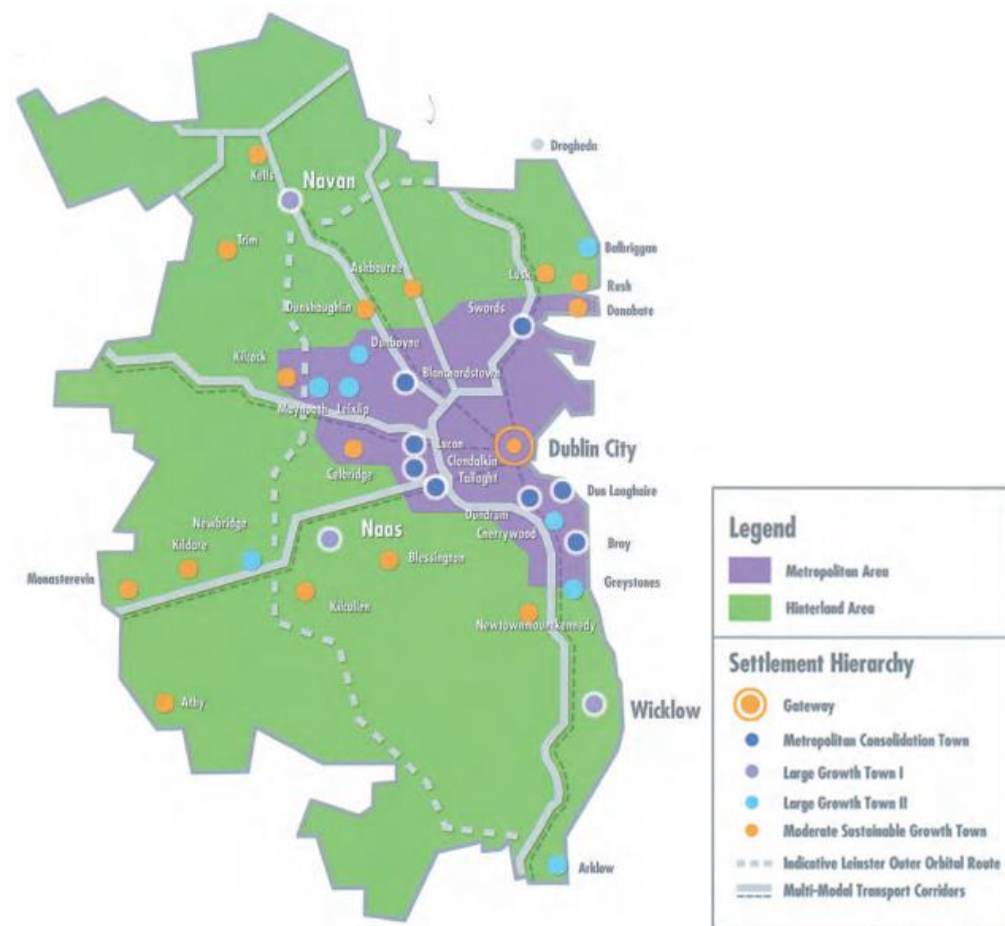 Droghedn
Kells
Navan
Trim
Balbriggan
Ashbourne
Lusk
Rush
Dunshaughlin
Swords
Donabate
Dunboyne
Kilcock
Blanchardstown
Maynooth
Leixlip
Lucan
Dublin City
Clondalkin
Celbridge
Tallaght
Dun Laoghaire
Dundrum
Newbridge
Naas
Cherrywood
Kildare
Bray
Blessington
Monasterevin
Greystones
Kilcullen
Newtownmountkennedy
Athy
Wicklow
Arklow
Legend
Metropolitan Area
Hinterland Area
Settlement Hierarchy
Gateway
Metropolitan Consolidation Town
Large Growth Town I
Large Growth Town II
Moderate Sustainable Growth Town
Indicative Leinster Outer Orbital Route
Multi-Modal Transport Corridors